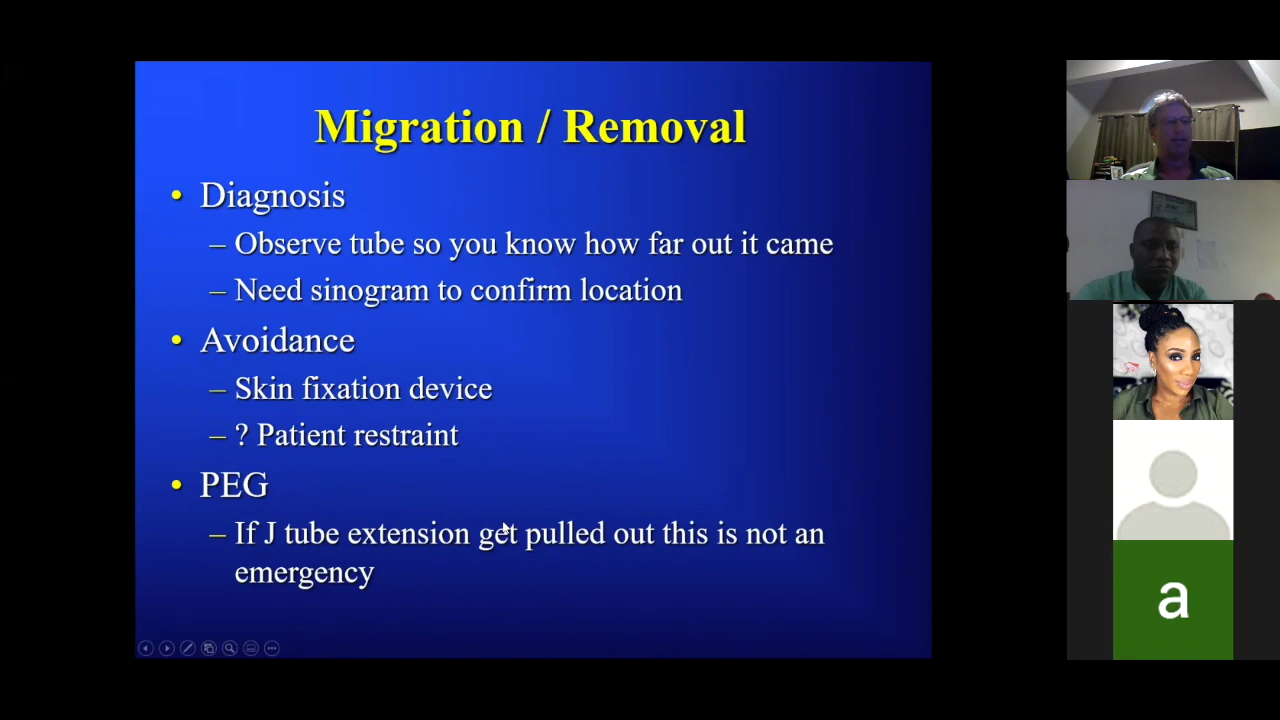 Migration / Removal
• Diagnosis
– Observe tube so you know how far out it came
– Need sinogram to confirm location
• Avoidance
– Skin fixation device
– ? Patient restraint
• PEG
– If J tube extension get pulled out this is not an
emergency
a